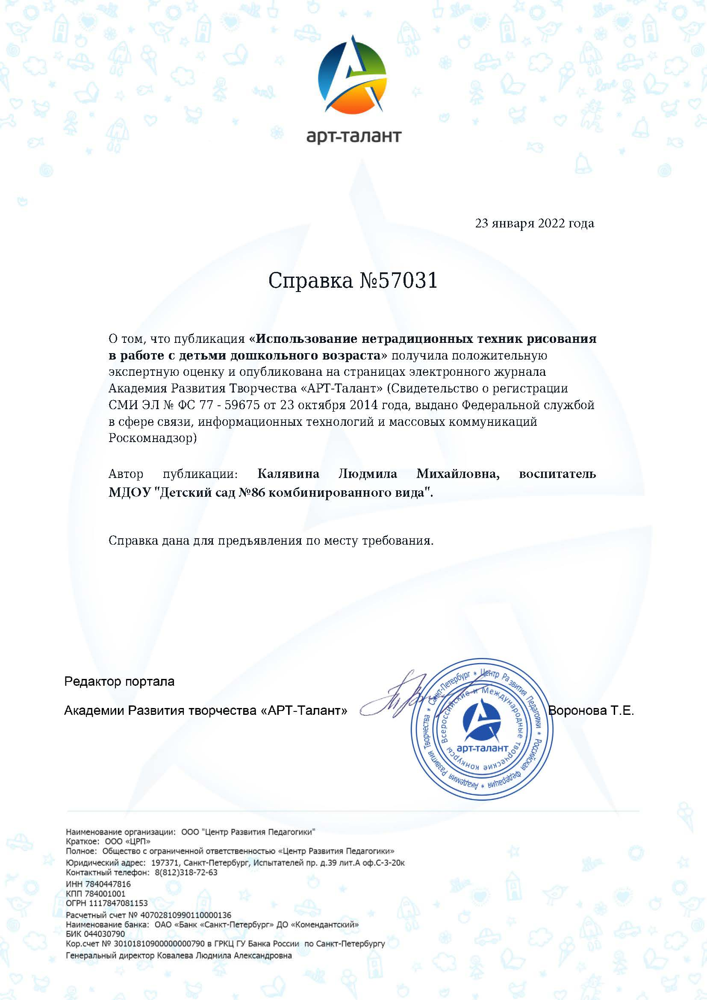 арт-талант
23 января 2022 года
Справка №57031
О том, что публикация «Использование нетрадиционных техник рисования
в работе с детьми дошкольного возраста» получила положительную
экспертную оценку и опубликована на страницах электронного журнала
Академия Развития Творчества «АРТ-Талант» (Свидетельство о регистрации
СМИ ЭЛ № ФС 77 - 59675 от 23 октября 2014 года, выдано Федеральной службой
в сфере связи, информационных технологий и массовых коммуникаций
Роскомнадзор)
Автор публикации: Калявина Людмила Михайловна, воспитатель
МДОУ "Детский сад №86 комбинированного вида".
Справка дана для предъявления по месту требования.
Редактор портала
Академии Развития творчества «АРТ-Талант»
Воронова Т.Е.
Санкт-Петербург * Центр Развития Педагогики * Российская Федерация * Академия Развития Творчества *
Всероссийские и Международные творческие конкурсы
арт-талант
Наименование организации: ООО "Центр Развития Педагогики"
Краткое: ООО «ЦРП»
Полное: Общество с ограниченной ответственностью «Центр Развития Педагогики»
Юридический адрес: 197371, Санкт-Петербург, Испытателей пр. д.39 лит.А оф.С-3-20к
Контактный телефон: 8(812)318-72-63
ИНН 7840447816
КПП 784001001
ОГРН 1117847081153
Расчетный счет № 40702810990110000136
Наименование банка: ОАО «Банк «Санкт-Петербург» ДО «Комендантский»
БИК 044030790
Кор.счет № 30101810900000000790 в ГРКЦ ГУ Банка России по Санкт-Петербургу
Генеральный директор Ковалева Людмила Александровна